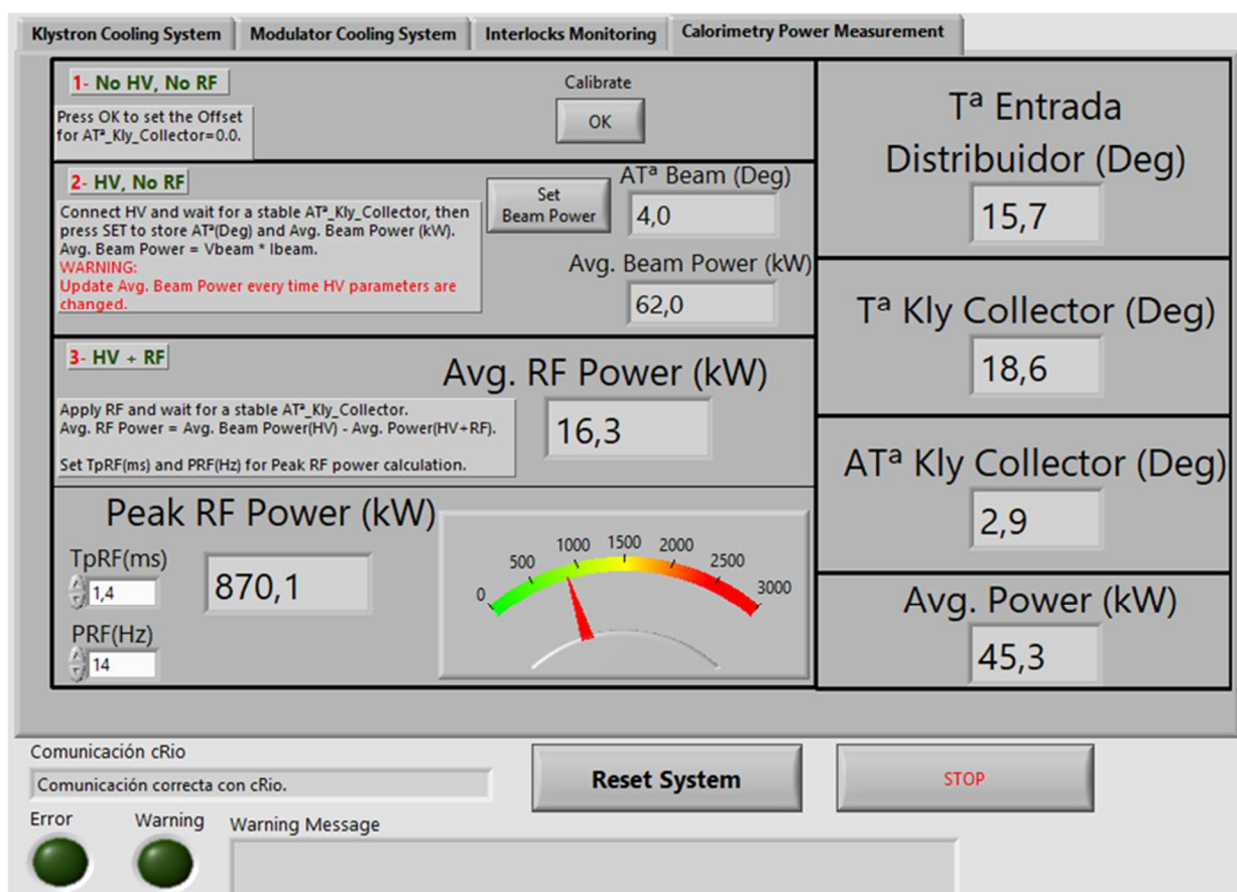 Klystron Cooling System
Modulator Cooling System
Interlocks Monitoring
Calorimetry Power Measurement
1- No HV, No RF
Press OK to set the Offset
for ATª_Kly_Collector=0.0.
Calibrate
OK
2- HV, No RF
Connect HV and wait for a stable ATª_Kly_Collector, then
press SET to store ATª(Deg) and Avg. Beam Power (kW).
Avg. Beam Power = Vbeam * Ibeam.
WARNING:
Update Avg. Beam Power every time HV parameters are
changed.
Set
Beam Power
ATª Beam (Deg)
4,0
Avg. Beam Power (kW)
62,0
3- HV + RF
Apply RF and wait for a stable ATª_Kly_Collector.
Avg. RF Power = Avg. Beam Power(HV) - Avg. Power(HV+RF).
Set TpRF(ms) and PRF(Hz) for Peak RF power calculation.
Avg. RF Power (kW)
16,3
Peak RF Power (kW)
TpRF(ms)
1,4
870,1
PRF(Hz)
14
0
500
1000
1500
2000
2500
3000
Tª Entrada
Distribuidor (Deg)
15,7
Tª Kly Collector (Deg)
18,6
ATª Kly Collector (Deg)
2,9
Avg. Power (kW)
45,3
Comunicación cRio
Comunicación correcta con cRio.
Reset System
STOP
Error
Warning
Warning Message